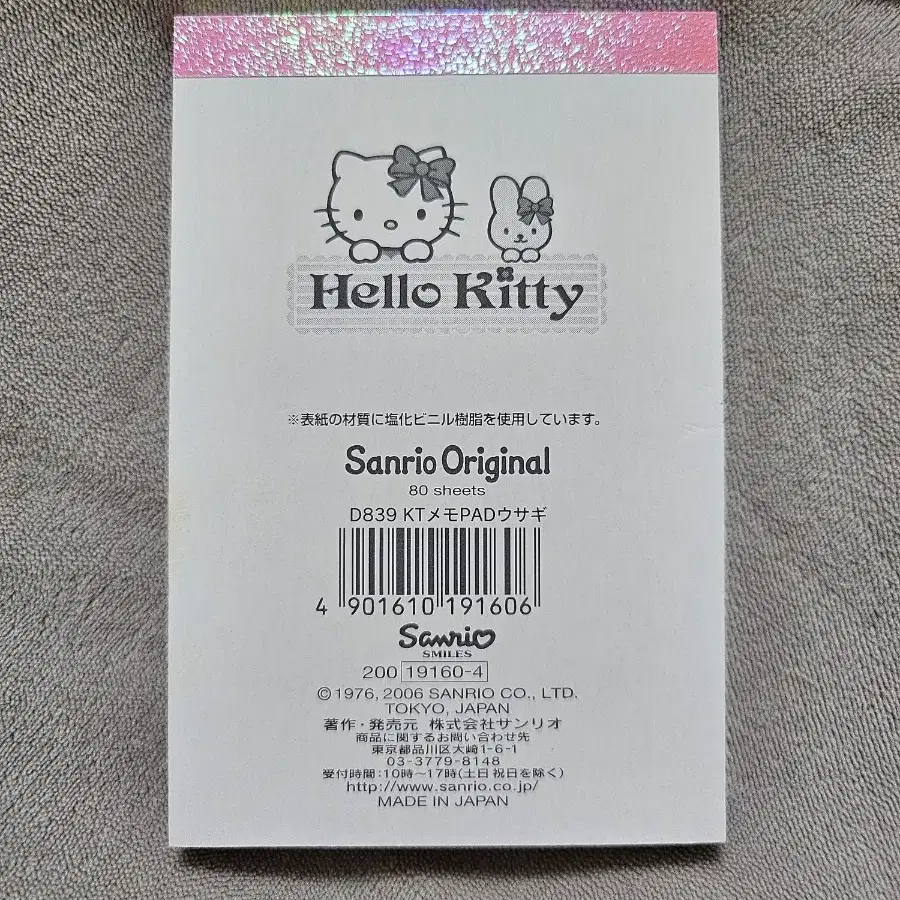 Hello Kitty
※表紙の材質に塩化ビニル樹脂を使用しています。
Sanrio Original
80 sheets
D839 KTメモPADウサギ
4 901610 191606
Sanrio
SMILES
200 19160-4
©1976, 2006 SANRIO CO., LTD.
TOKYO, JAPAN
著作・発売元 株式会社サンリオ
商品に関するお問い合わせ先
東京都品川区大崎1-6-1
03-3779-8148
受付時間:10時～17時(土日祝日を除く)
http://www.sanrio.co.jp/
MADE IN JAPAN